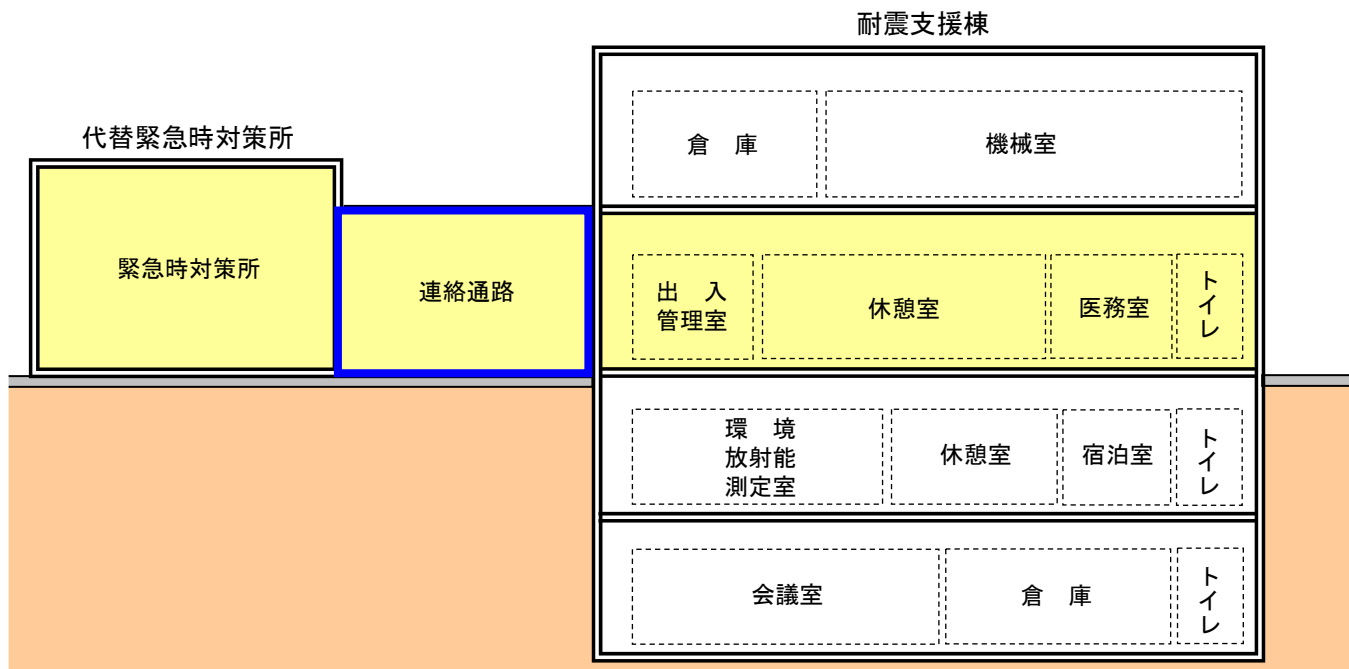 耐震支援棟
代替緊急時対策所
倉　庫
機械室
緊急時対策所
連絡通路
出　入
管理室
休憩室
医務室
トイレ
環　境
放射能
測定室
休憩室
宿泊室
トイレ
会議室
倉　庫
トイレ